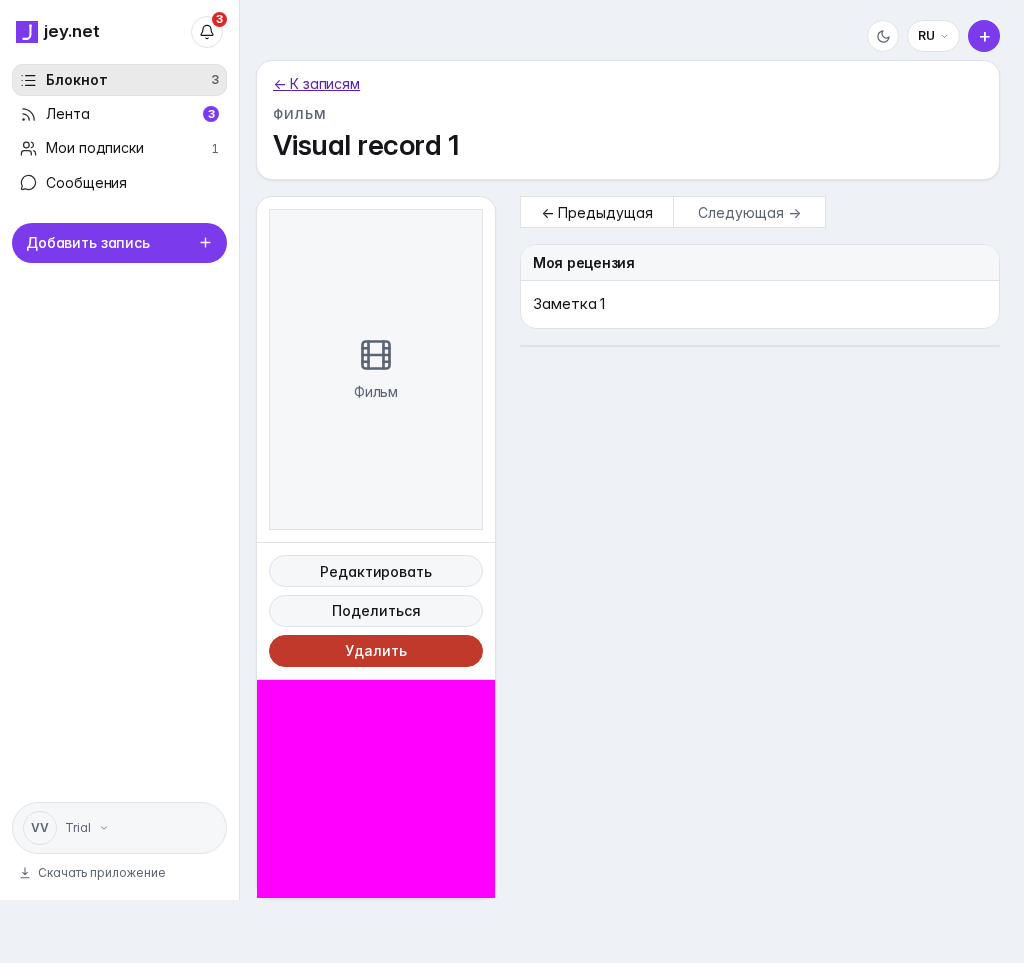 jey.net
3
Блокнот
3
Лента
3
Мои подписки
1
Сообщения
Добавить запись +
VV
Trial
Скачать приложение
RU
+
← К записям
ФИЛЬМ
Visual record 1
Фильм
Редактировать
Поделиться
Удалить
← Предыдущая
Следующая →
Моя рецензия
Заметка 1